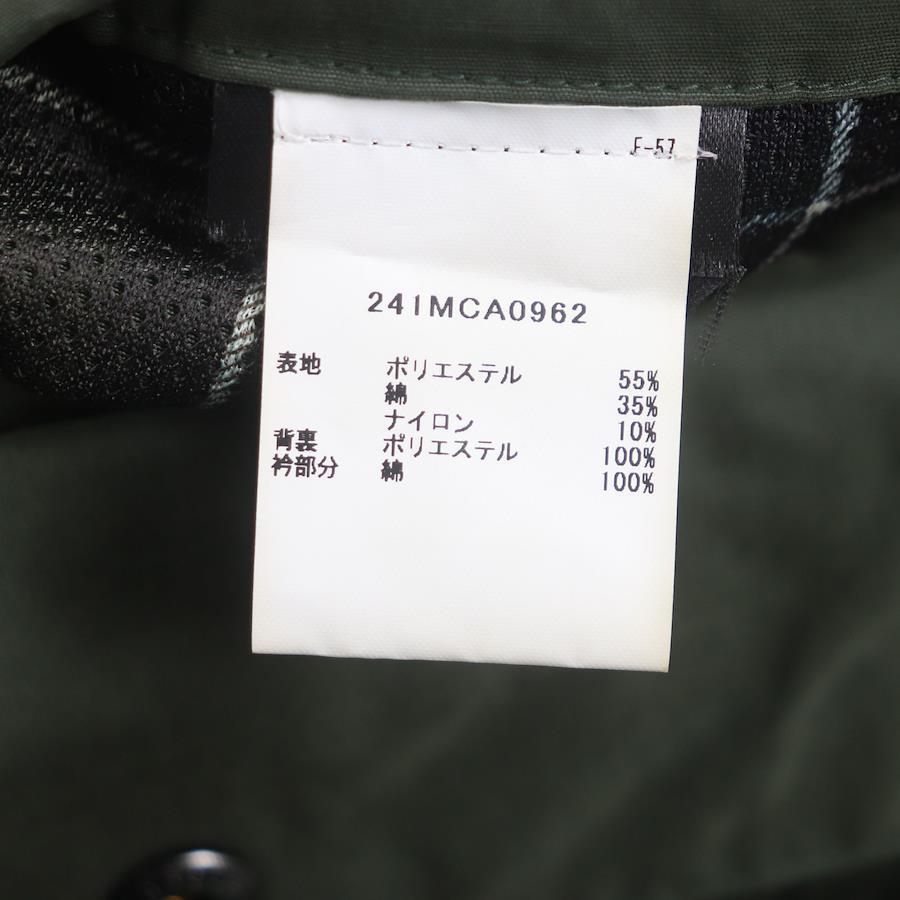 F-57
241MCA0962
表地 ポリエステル 55%
綿 35%
ナイロン 10%
背裏 ポリエステル 100%
衿部分 綿 100%